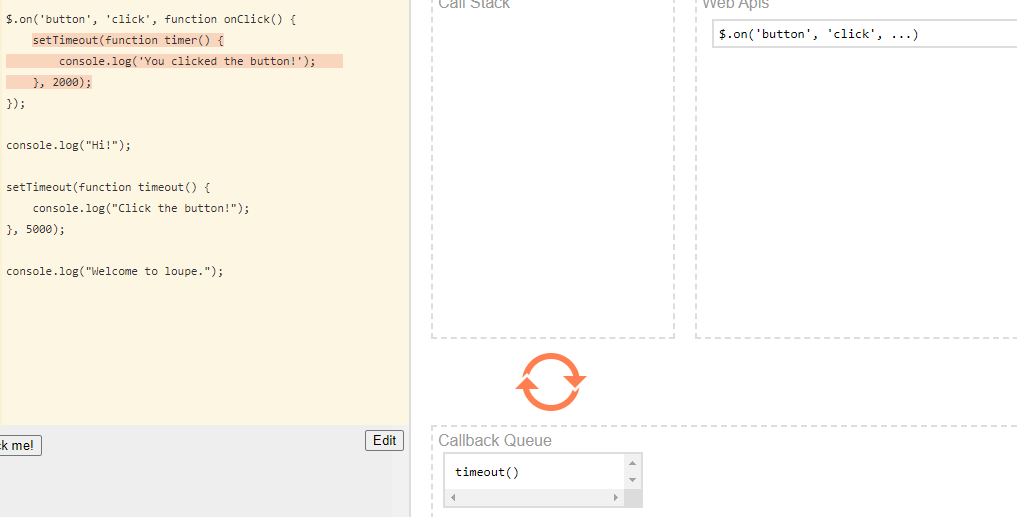 $.on('button', 'click', function onClick() {
    setTimeout(function timer() {
        console.log('You clicked the button!');
    }, 2000);
});

console.log("Hi!");

setTimeout(function timeout() {
    console.log("Click the button!");
}, 5000);

console.log("Welcome to loupe.");
ck me!
Edit
Call Stack
Web Apis
$.on('button', 'click', ...)
Callback Queue
timeout()